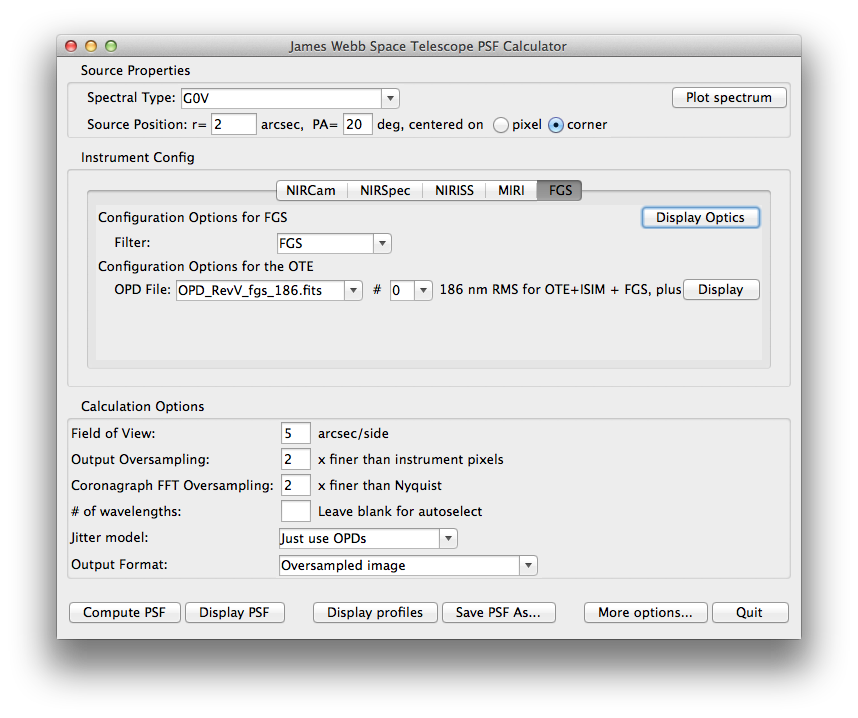 James Webb Space Telescope PSF Calculator
Source Properties
Spectral Type: G0V Plot spectrum
Source Position: r= 2 arcsec, PA= 20 deg, centered on pixel corner
Instrument Config
NIRCam NIRSpec NIRISS MIRI FGS
Configuration Options for FGS Display Optics
Filter: FGS
Configuration Options for the OTE
OPD File: OPD_RevV_fgs_186.fits # 0 186 nm RMS for OTE+ISIM + FGS, plus Display
Calculation Options
Field of View: 5 arcsec/side
Output Oversampling: 2 x finer than instrument pixels
Coronagraph FFT Oversampling: 2 x finer than Nyquist
# of wavelengths: Leave blank for autoselect
Jitter model: Just use OPDs
Output Format: Oversampled image
Compute PSF Display PSF Display profiles Save PSF As... More options... Quit